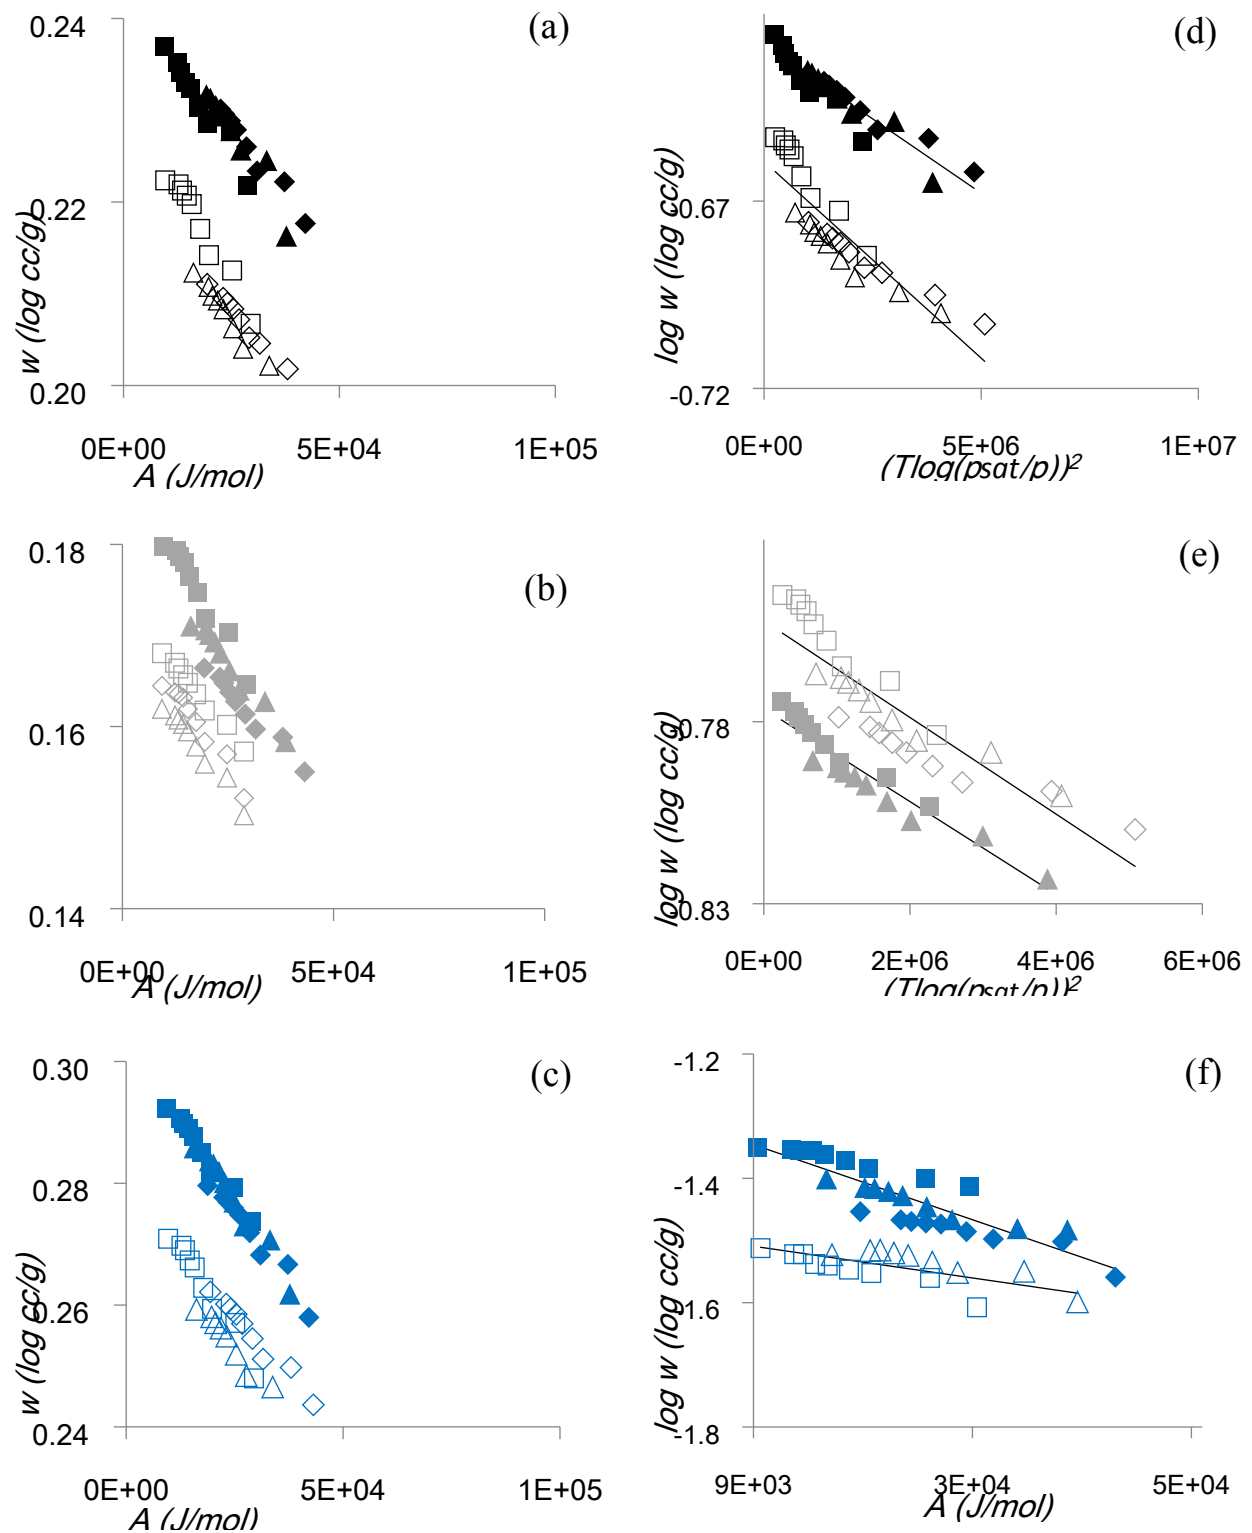 (a)
0.24
0.22
0.20
w (log cc/g)
0E+00
5E+04
1E+05
A (J/mol)
(d)
-0.67
-0.72
log w (log cc/g)
0E+00
5E+06
1E+07
(Tlog(psat/p))²
(b)
0.18
0.16
0.14
0E+00
5E+04
1E+05
A (J/mol)
(e)
-0.78
-0.83
log w (log cc/g)
0E+00
2E+06
4E+06
6E+06
(Tlog(psat/p))²
(c)
0.30
0.28
0.26
0.24
w (log cc/g)
0E+00
5E+04
1E+05
A (J/mol)
(f)
-1.2
-1.4
-1.6
-1.8
log w (log cc/g)
9E+03
3E+04
5E+04
A (J/mol)